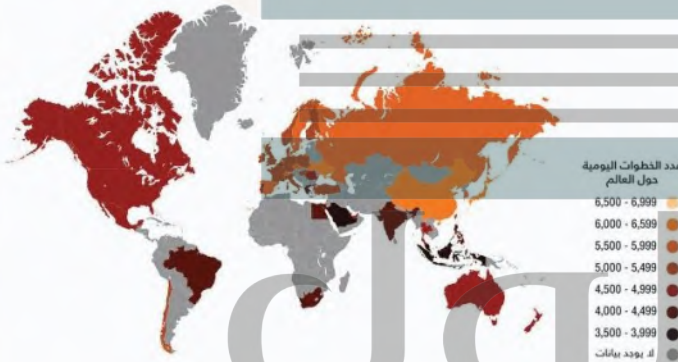 عدد الخطوات اليومية
حول العالم
6,500 - 6,999
6,000 - 6,599
5,500 - 5,999
5,000 - 5,499
4,500 - 4,999
4,000 - 4,499
3,500 - 3,999
لا يوجد بيانات